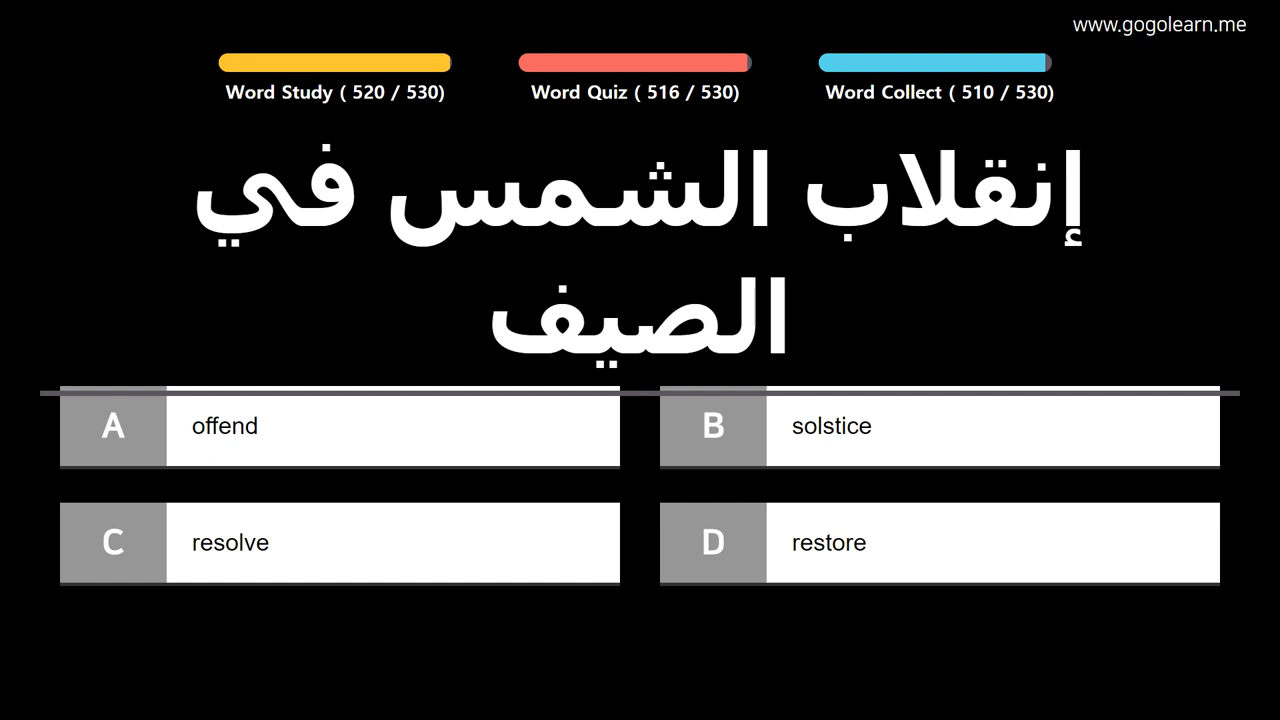 www.gogolearn.me
Word Study ( 520 / 530)
Word Quiz ( 516 / 530)
Word Collect ( 510 / 530)
إنقلاب الشمس في
الصيف
A
offend
B
solstice
C
resolve
D
restore